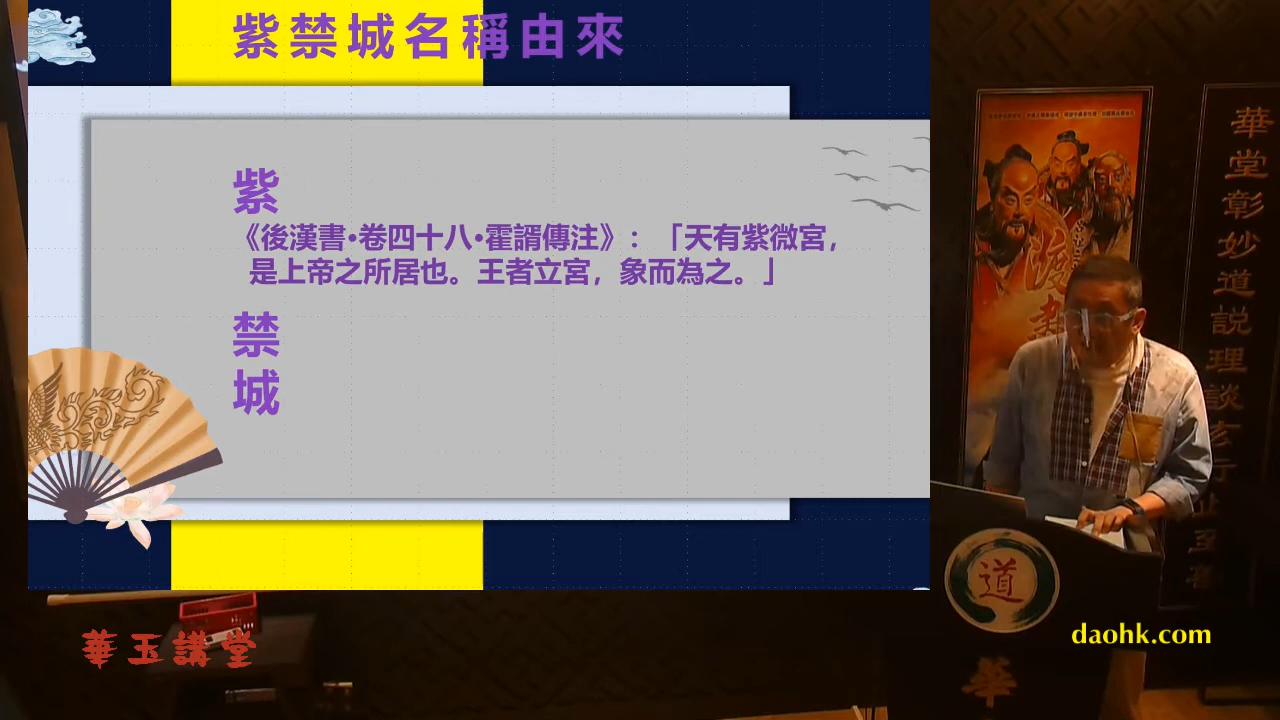 紫禁城名稱由來
紫
《後漢書•卷四十八•霍諝傳注》：「天有紫微宮，
是上帝之所居也。王者立宮，象而為之。」
禁
城
華堂彰妙道説理談玄行
道
華玉講堂
daohk.com
華